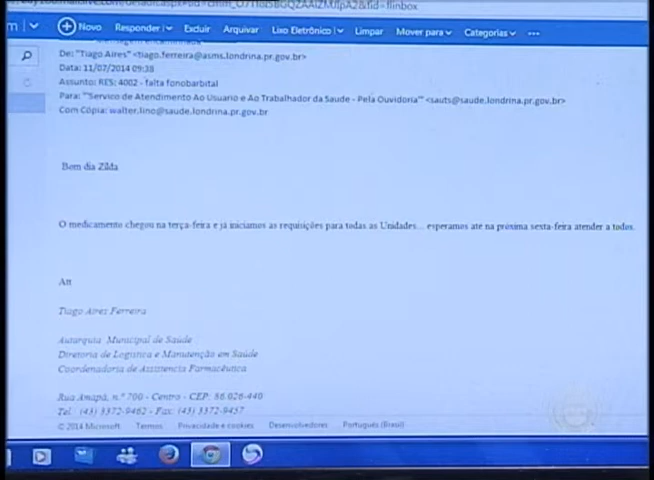 Novo Responder Excluir Arquivar Lixo Eletrônico Limpar Mover para Categorias ...
De: "Tiago Aires" <tiago.ferreira@asms.londrina.pr.gov.br>
Data: 11/07/2014 09:38
Assunto: RES: 4002 - falta fonobarbital
Para: "'Servico de Atendimento Ao Usuario e Ao Trabalhador da Saude - Pela Ouvidoria'" <sauts@saude.londrina.pr.gov.br>
Com Cópia: walter.lino@saude.londrina.pr.gov.br
Bom dia Zilda
O medicamento chegou na terça-feira e já iniciamos as requisições para todas as Unidades... esperamos ate na próxima sexta-feira atender a todos.
Att
Tiago Aires Ferreira
Autarquia Municipal de Saúde
Diretoria de Logística e Manutenção em Saúde
Coordenadoria de Assistencia Farmacêutica
Rua Amapá, n.º 700 - Centro - CEP: 86.026-440
Tel: (43) 3372-9462 - Fax: (43) 3372-9457
© 2014 Microsoft Termos Privacidade e cookies Desenvolvedores Português (Brasil)